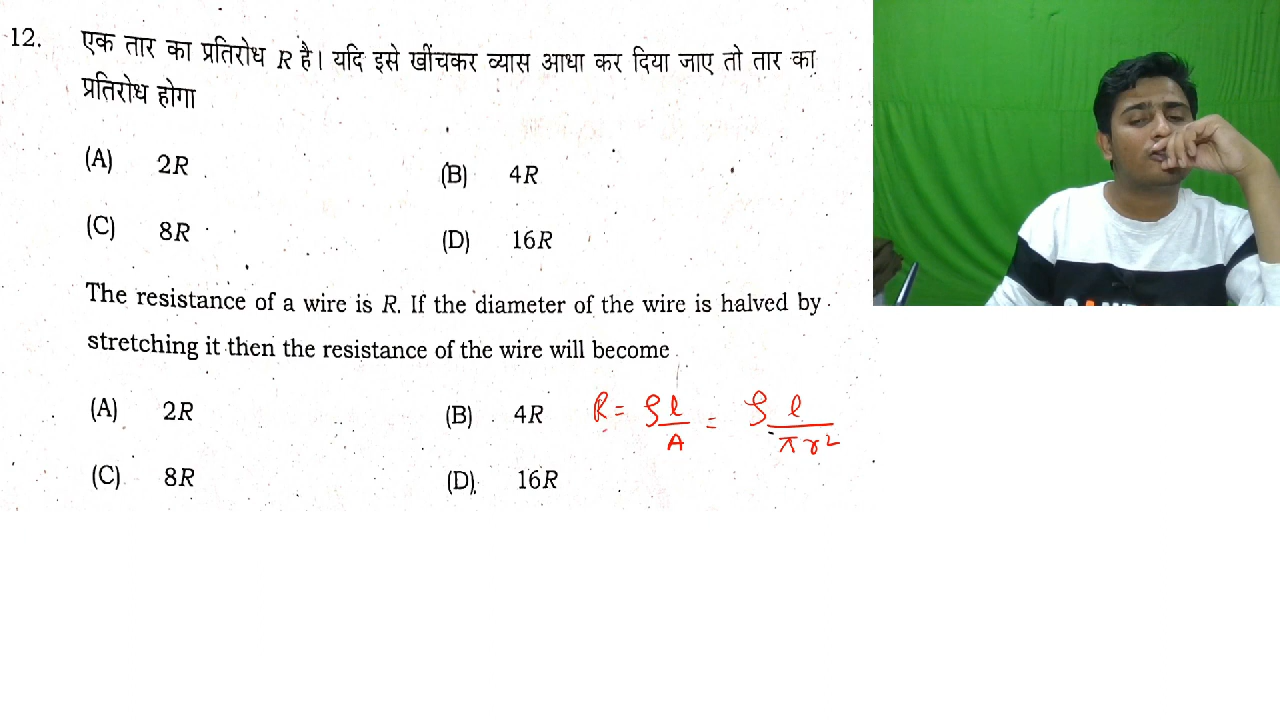 12. एक तार का प्रतिरोध R है। यदि इसे खींचकर व्यास आधा कर दिया जाए तो तार का
प्रतिरोध होगा
(A) 2R (B) 4R
(C) 8R (D) 16R
The resistance of a wire is R. If the diameter of the wire is halved by
stretching it then the resistance of the wire will become
(A) 2R (B) 4R R = ρl/A = ρ l/πr²
(C) 8R (D) 16R